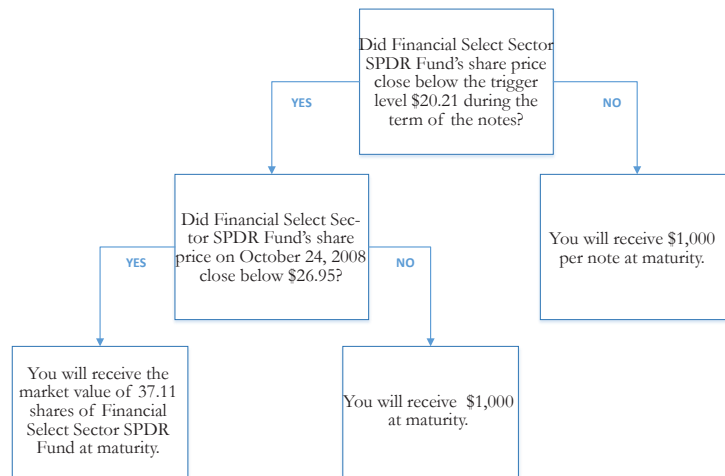 Did Financial Select Sector
SPDR Fund’s share price
close below the trigger
level $20.21 during the
term of the notes?
YES
NO
Did Financial Select Sec-
tor SPDR Fund’s share
price on October 24, 2008
close below $26.95?
You will receive $1,000
per note at maturity.
YES
NO
You will receive the
market value of 37.11
shares of Financial
Select Sector SPDR
Fund at maturity.
You will receive $1,000
at maturity.